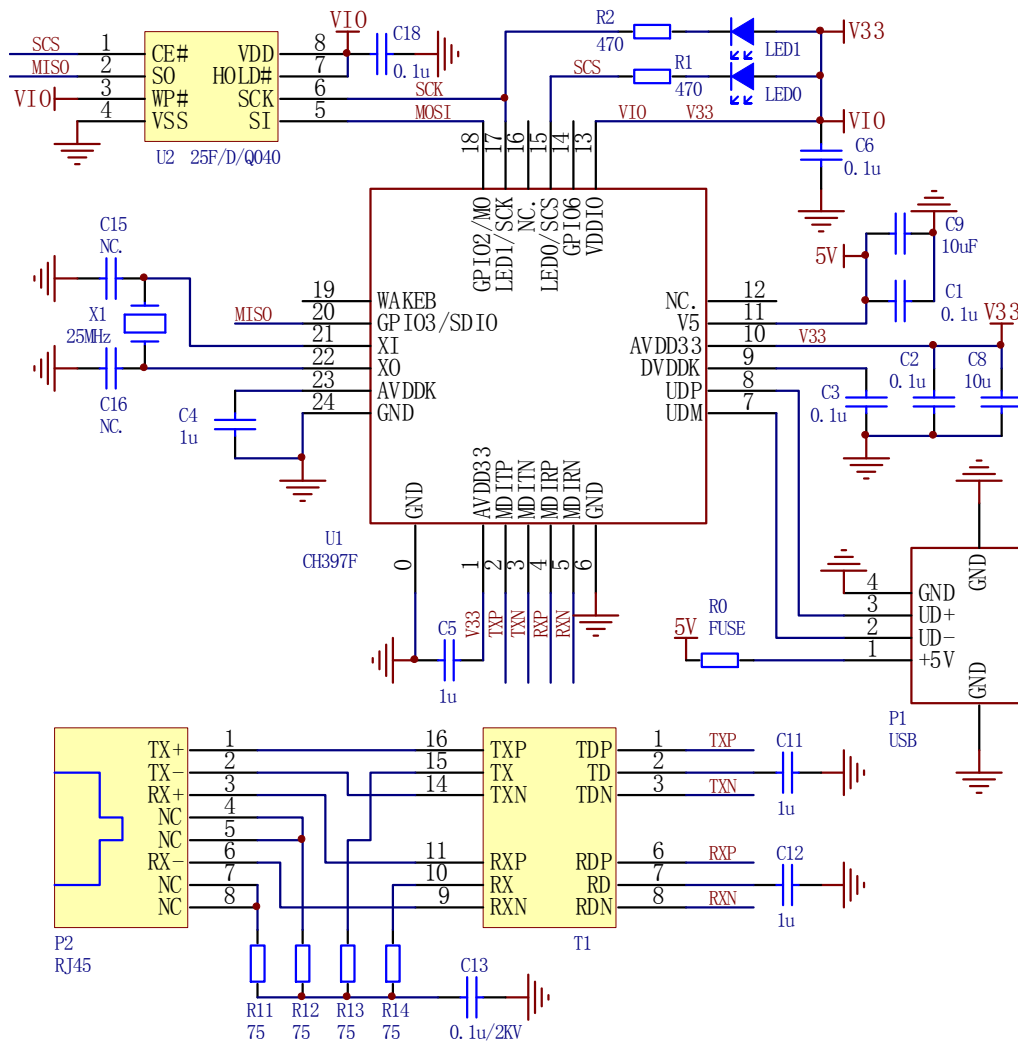 VIO
C18
0.1u
SCS
1
CE#
VDD
8
MISO
2
SO
HOLD#
7
VIO
3
WP#
SCK
6
SCK
4
VSS
SI
5
MOSI
U2
25F/D/Q040
R2
470
LED1
V33
SCS
R1
470
LED0
VIO
V33
VIO
C6
0.1u
18
17
16
15
14
13
GPIO2/MO
LED1/SCK
NC.
LED0/SCS
GPIO6
VDDIO
C15
NC.
X1
25MHz
C16
NC.
C4
1u
MISO
19
WAKEB
20
GPIO3/SDIO
21
XI
22
XO
23
AVDDK
24
GND
NC.
12
V5
11
AVDD33
10
V33
DVDDK
9
UDP
8
UDM
7
5V
C9
10uF
C1
0.1u
V33
C3
0.1u
C2
0.1u
C8
10u
GND
AVDD33
MDITP
MDITN
MDIRP
MDIRN
GND
U1
CH397F
0
1
2
3
4
5
6
V33
TXP
TXN
RXP
RXN
C5
1u
5V
R0
FUSE
4
GND
3
UD+
2
UD-
1
+5V
GND
GND
P1
USB
TX+
1
TX-
2
RX+
3
NC
4
NC
5
RX-
6
NC
7
NC
8
P2
RJ45
16
TXP
15
TX
14
TXN
11
RXP
10
RX
9
RXN
TDP
1
TXP
TD
2
TDN
3
TXN
RDP
6
RXP
RD
7
RDN
8
RXN
T1
C11
1u
C12
1u
R11
75
R12
75
R13
75
R14
75
C13
0.1u/2KV